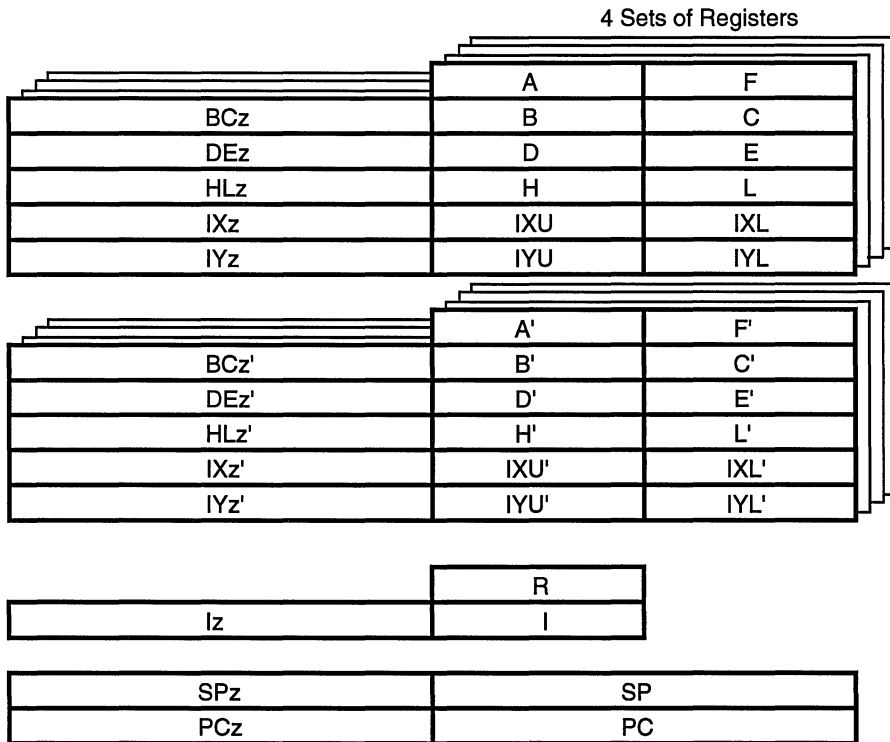 4 Sets of Registers
A F
BCz B C
DEz D E
HLz H L
IXz IXU IXL
IYz IYU IYL
A' F'
BCz' B' C'
DEz' D' E'
HLz' H' L'
IXz' IXU' IXL'
IYz' IYU' IYL'
R
Iz I
SPz SP
PCz PC